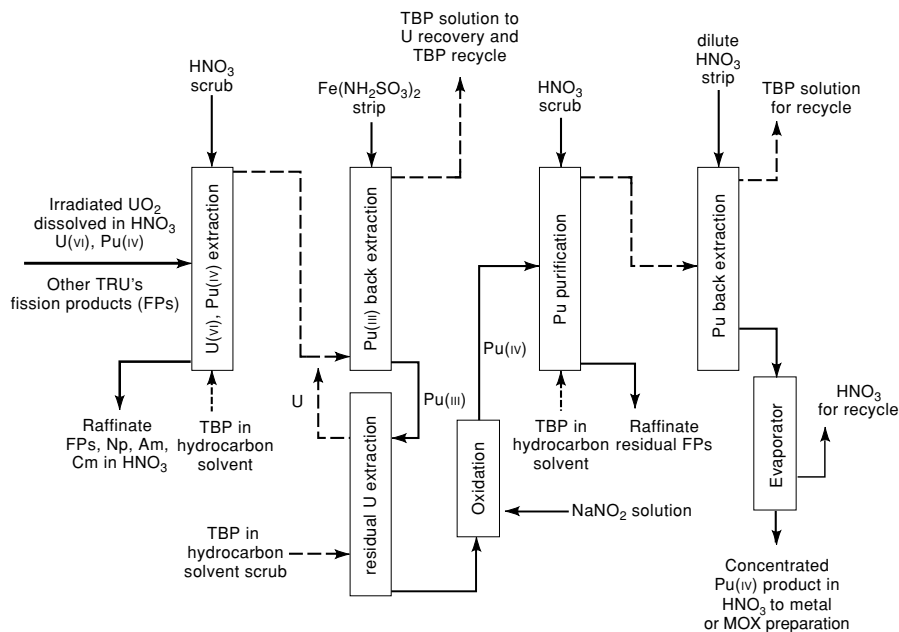 HNO₃
scrub
Fe(NH₂SO₃)₂
strip
TBP solution to
U recovery and
TBP recycle
HNO₃
scrub
dilute
HNO₃
strip
TBP solution
for recycle
Irradiated UO₂
dissolved in HNO₃
U(VI), Pu(IV)
Other TRU's
fission products (FPs)
U(VI), Pu(IV) extraction
Pu(III) back extraction
Pu purification
Pu back extraction
Raffinate
FPs, Np, Am,
Cm in HNO₃
TBP in
hydrocarbon
solvent
U
Pu(III)
Pu(IV)
residual U extraction
Oxidation
TBP in
hydrocarbon
solvent
Raffinate
residual FPs
Evaporator
HNO₃
for recycle
TBP in
hydrocarbon
solvent scrub
NaNO₂ solution
Concentrated
Pu(IV) product in
HNO₃ to metal
or MOX preparation